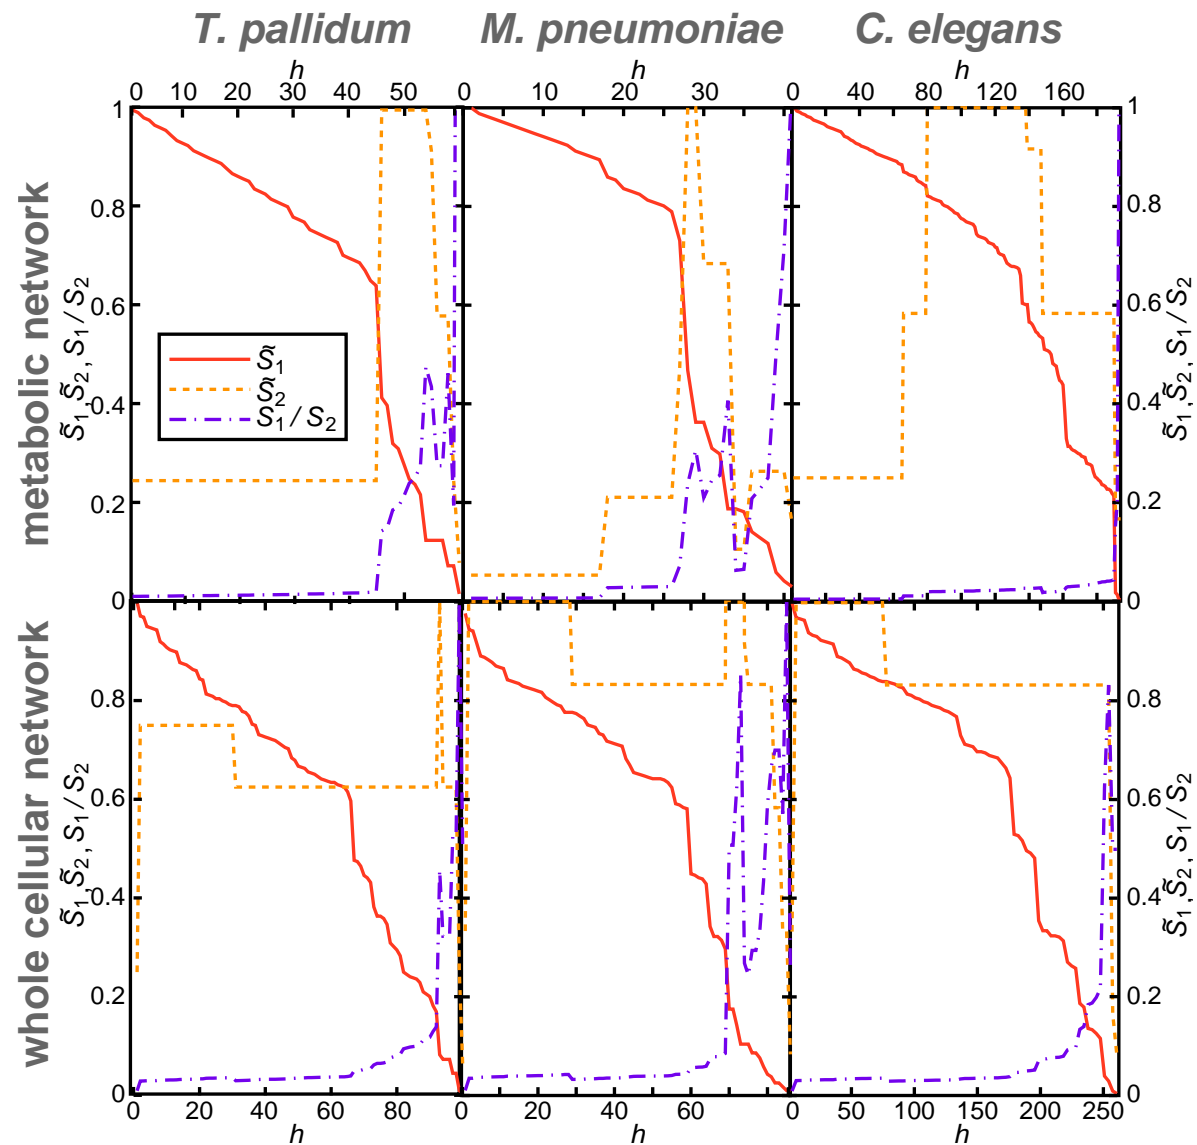 T. pallidum M. pneumoniae C. elegans
h h h
0 10 20 30 40 50 0 10 20 30 0 40 80 120 160
metabolic network
S̃₁, S̃₂, S₁ / S₂
1
0.8
0.6
0.4
0.2
0
S̃₁
S̃₂
S₁ / S₂
1
0.8
0.6
0.4
0.2
0
S̃₁, S̃₂, S₁ / S₂
whole cellular network
S̃₁, S̃₂, S₁ / S₂
0.8
0.6
0.4
0.2
0
0.8
0.6
0.4
0.2
0
S̃₁, S̃₂, S₁ / S₂
0 20 40 60 80 0 20 40 60 0 50 100 150 200 250
h h h